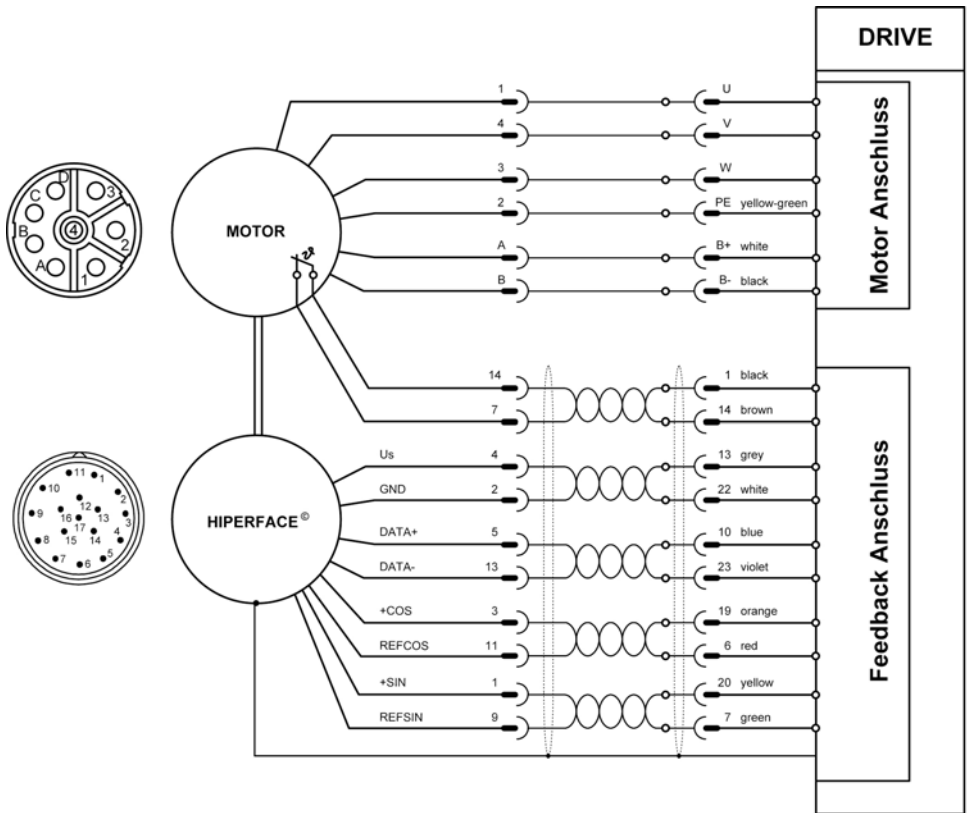 DRIVE
Motor Anschluss
Feedback Anschluss
1 U
4 V
3 W
2 PE yellow-green
A B+ white
B B- black
MOTOR
D
C 3
4
B 2
A 1
14 1 black
7 14 brown
Us 4 13 grey
GND 2 22 white
DATA+ 5 10 blue
DATA- 13 23 violet
+COS 3 19 orange
REFCOS 11 6 red
+SIN 1 20 yellow
REFSIN 9 7 green
HIPERFACE©
11 1
10 2
12
9 16 13 3
17
8 15 14 4
7 6 5